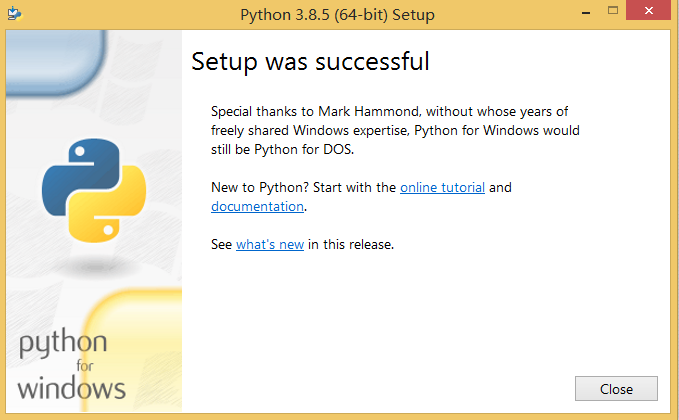 Python 3.8.5 (64-bit) Setup
Setup was successful
Special thanks to Mark Hammond, without whose years of
freely shared Windows expertise, Python for Windows would
still be Python for DOS.
New to Python? Start with the online tutorial and
documentation.
See what's new in this release.
python
for
windows
Close